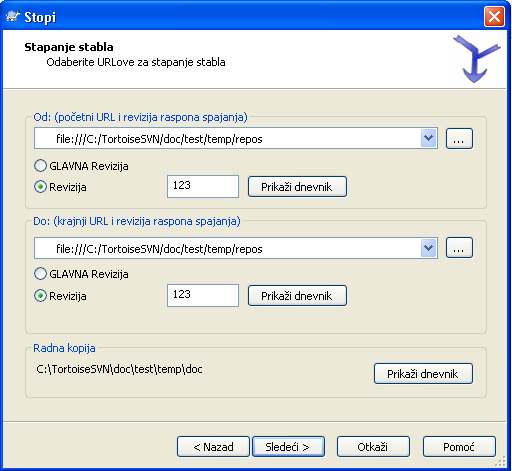 Stopi
Stapanje stabla
Odaberite URLove za stapanje stabla
Od: (početni URL i revizija raspona spajanja)
file:///C:/TortoiseSVN/doc/test/temp/repos
...
GLAVNA Revizija
Revizija 123 Prikaži dnevnik
Do: (krajnji URL i revizija raspona spajanja)
file:///C:/TortoiseSVN/doc/test/temp/repos
...
GLAVNA Revizija
Revizija 123 Prikaži dnevnik
Radna kopija
C:\TortoiseSVN\doc\test\temp\doc Prikaži dnevnik
< Nazad Sledeći > Otkaži Pomoć